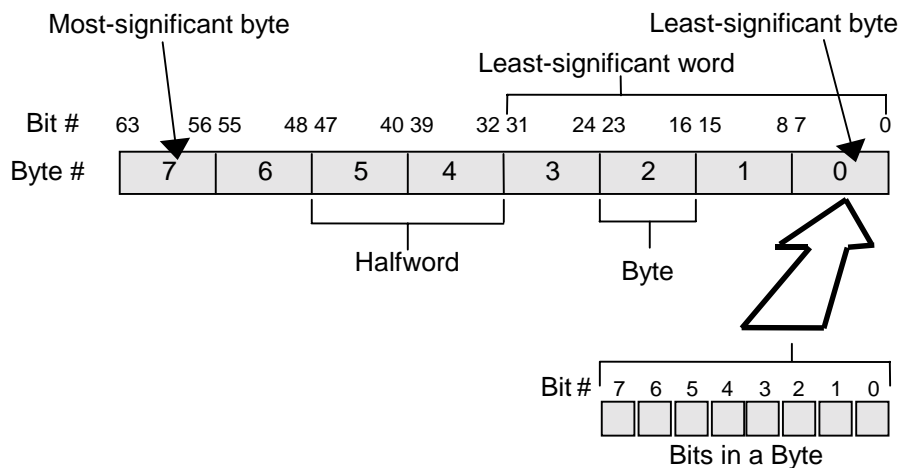 Most-significant byte Least-significant byte
Least-significant word
Bit # 63 56 55 48 47 40 39 32 31 24 23 16 15 8 7 0
Byte # 7 6 5 4 3 2 1 0
Halfword Byte
Bit # 7 6 5 4 3 2 1 0
Bits in a Byte